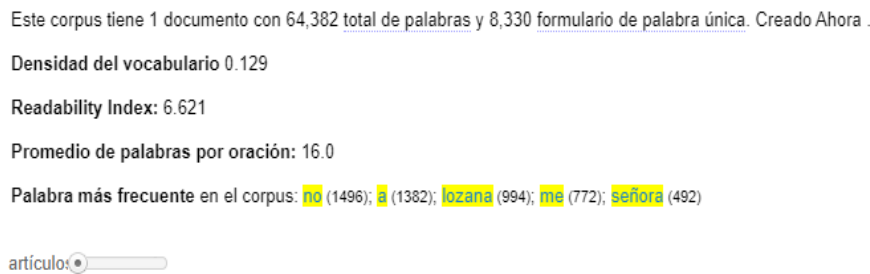 Este corpus tiene 1 documento con 64,382 total de palabras y 8,330 formulario de palabra única. Creado Ahora .
Densidad del vocabulario 0.129
Readability Index: 6.621
Promedio de palabras por oración: 16.0
Palabra más frecuente en el corpus: no (1496); a (1382); lozana (994); me (772); señora (492)
artículos